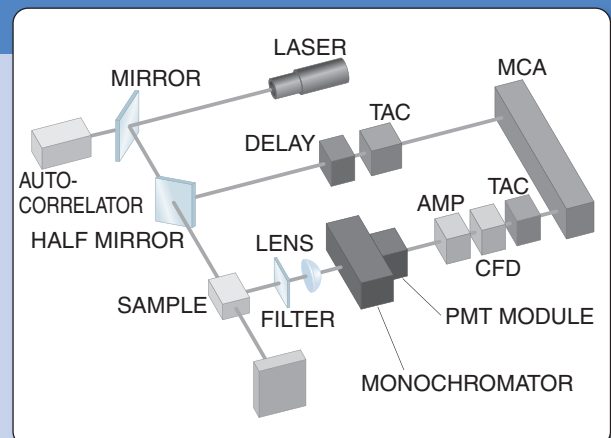 LASER
MCA
MIRROR
TAC
DELAY
AUTO-
CORRELATOR
TAC
AMP
HALF MIRROR
LENS
CFD
SAMPLE
FILTER
PMT MODULE
MONOCHROMATOR